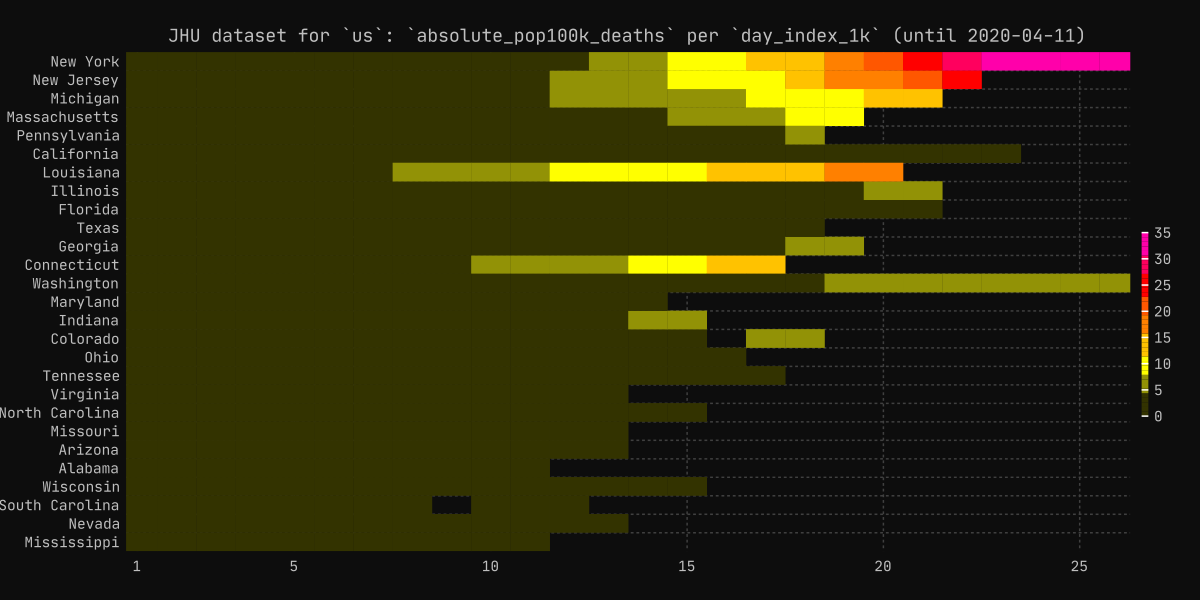 JHU dataset for `us`: `absolute_pop100k_deaths` per `day_index_1k` (until 2020-04-11)
New York
New Jersey
Michigan
Massachusetts
Pennsylvania
California
Louisiana
Illinois
Florida
Texas
Georgia
Connecticut
Washington
Maryland
Indiana
Colorado
Ohio
Tennessee
Virginia
North Carolina
Missouri
Arizona
Alabama
Wisconsin
South Carolina
Nevada
Mississippi
1 5 10 15 20 25
35
30
25
20
15
10
5
0